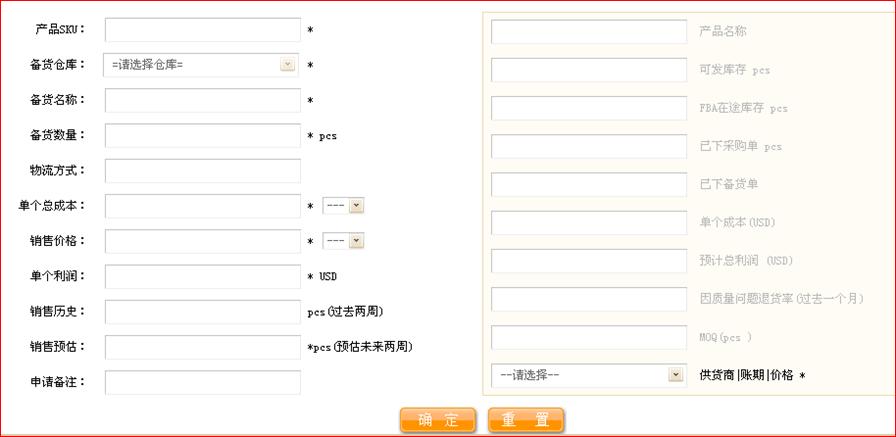 产品SKU： *
备货仓库： =请选择仓库= *
备货名称： *
备货数量： * pcs
物流方式：
单个总成本： * ---
销售价格： * ---
单个利润： * USD
销售历史： pcs(过去两周)
销售预估： *pcs(预估未来两周)
申请备注：
产品名称
可发库存 pcs
FBA在途库存 pcs
已下采购单 pcs
已下备货单
单个成本(USD)
预计总利润 (USD)
因质量问题退货率(过去一个月)
MOQ(pcs )
--请选择-- 供货商|账期|价格 *
确 定 重 置